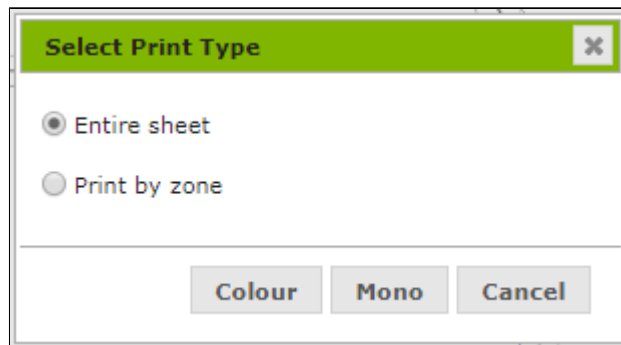 Select Print Type
Entire sheet
Print by zone
Colour Mono Cancel